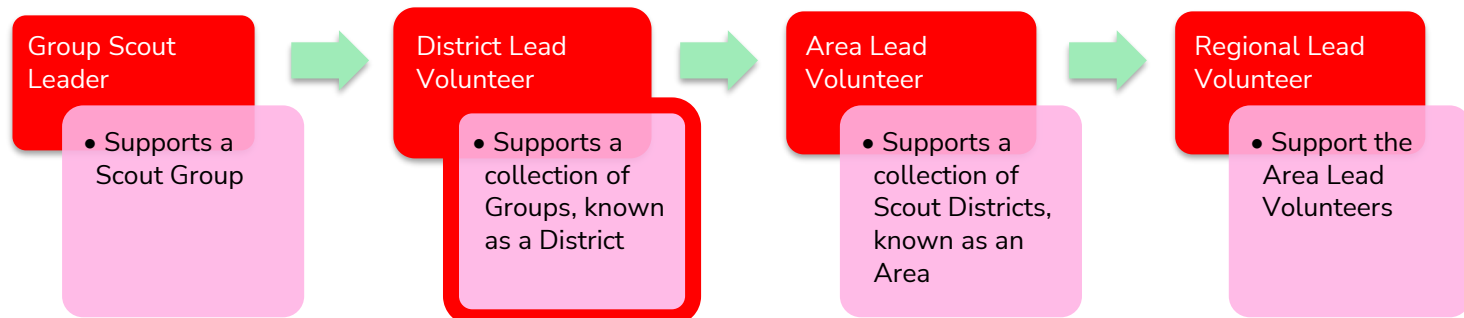 Group Scout
Leader
• Supports a
Scout Group
District Lead
Volunteer
• Supports a
collection of
Groups, known
as a District
Area Lead
Volunteer
• Supports a
collection of
Scout Districts,
known as an
Area
Regional Lead
Volunteer
• Support the
Area Lead
Volunteers